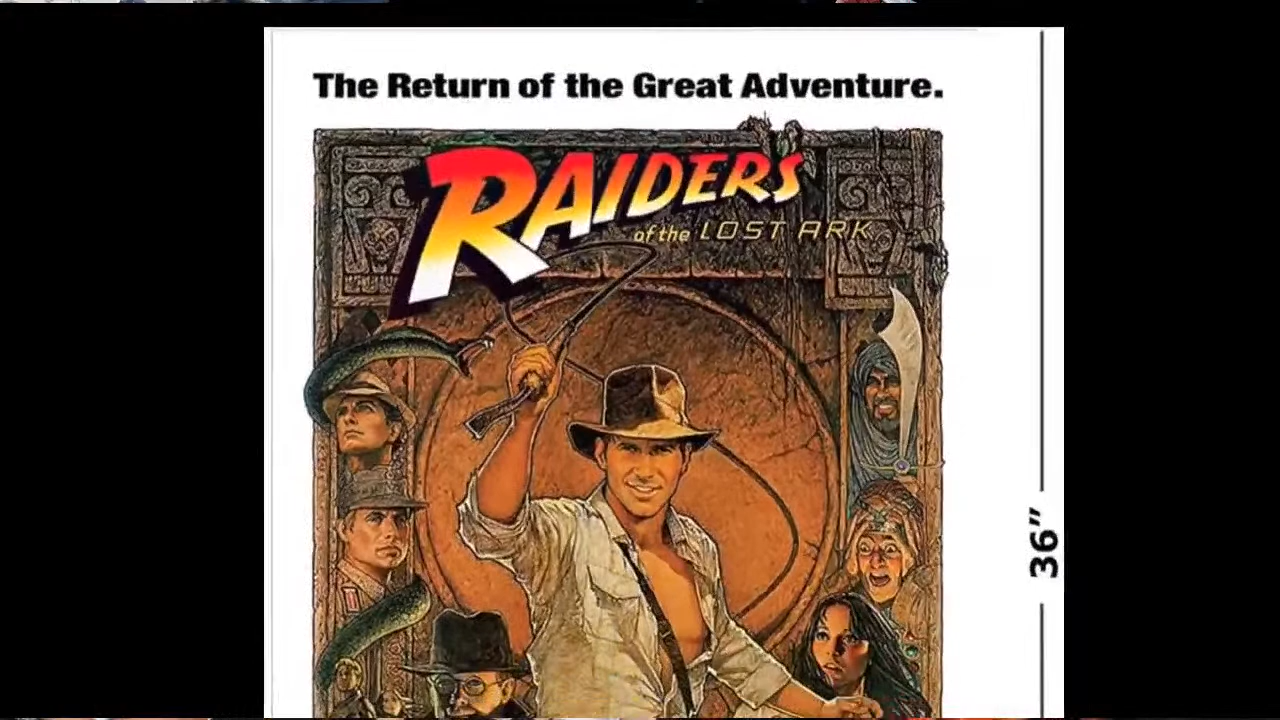 The Return of the Great Adventure.
RAIDERS
of the LOST ARK
36”